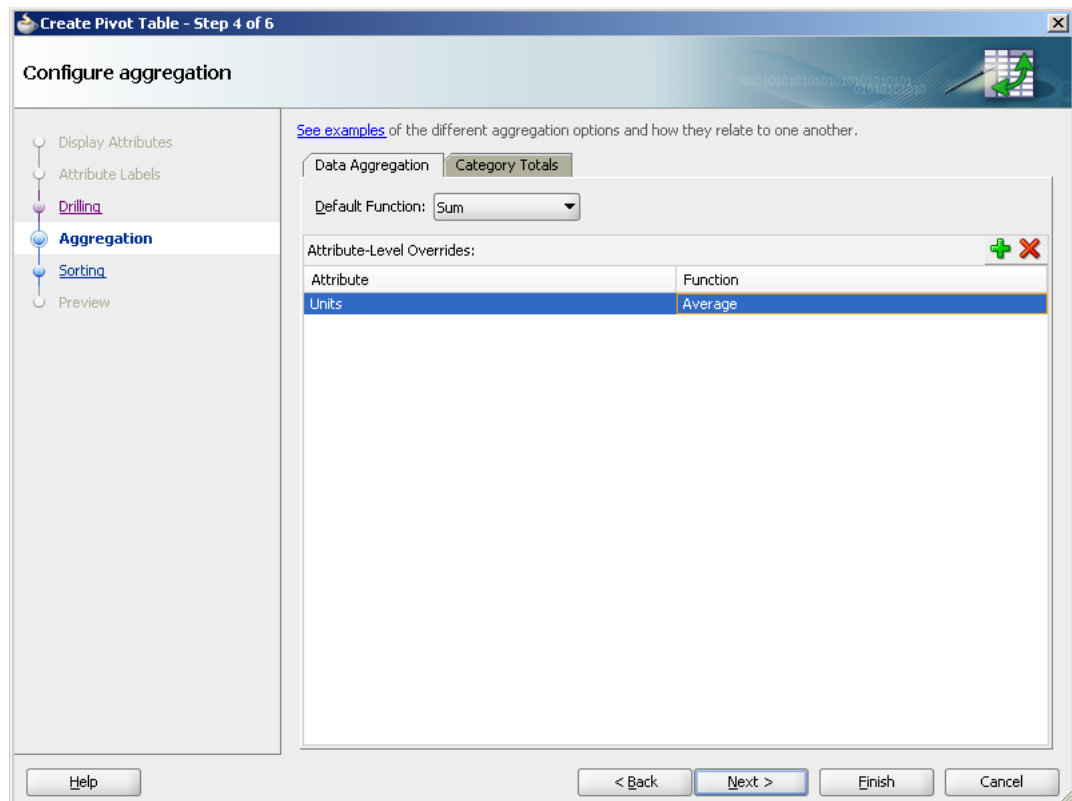 Create Pivot Table - Step 4 of 6
Configure aggregation
Display Attributes
Attribute Labels
Drilling
Aggregation
Sorting
Preview
See examples of the different aggregation options and how they relate to one another.
Data Aggregation Category Totals
Default Function: Sum
Attribute-Level Overrides:
Attribute Function
Units Average
Help < Back Next > Finish Cancel